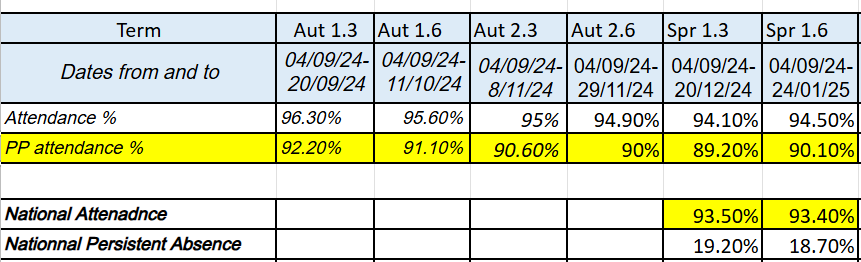 Term Aut 1.3 Aut 1.6 Aut 2.3 Aut 2.6 Spr 1.3 Spr 1.6
Dates from and to 04/09/24-20/09/24 04/09/24-11/10/24 04/09/24-8/11/24 04/09/24-29/11/24 04/09/24-20/12/24 04/09/24-24/01/25
Attendance % 96.30% 95.60% 95% 94.90% 94.10% 94.50%
PP attendance % 92.20% 91.10% 90.60% 90% 89.20% 90.10%
National Attenadnce 93.50% 93.40%
Nationnal Persistent Absence 19.20% 18.70%